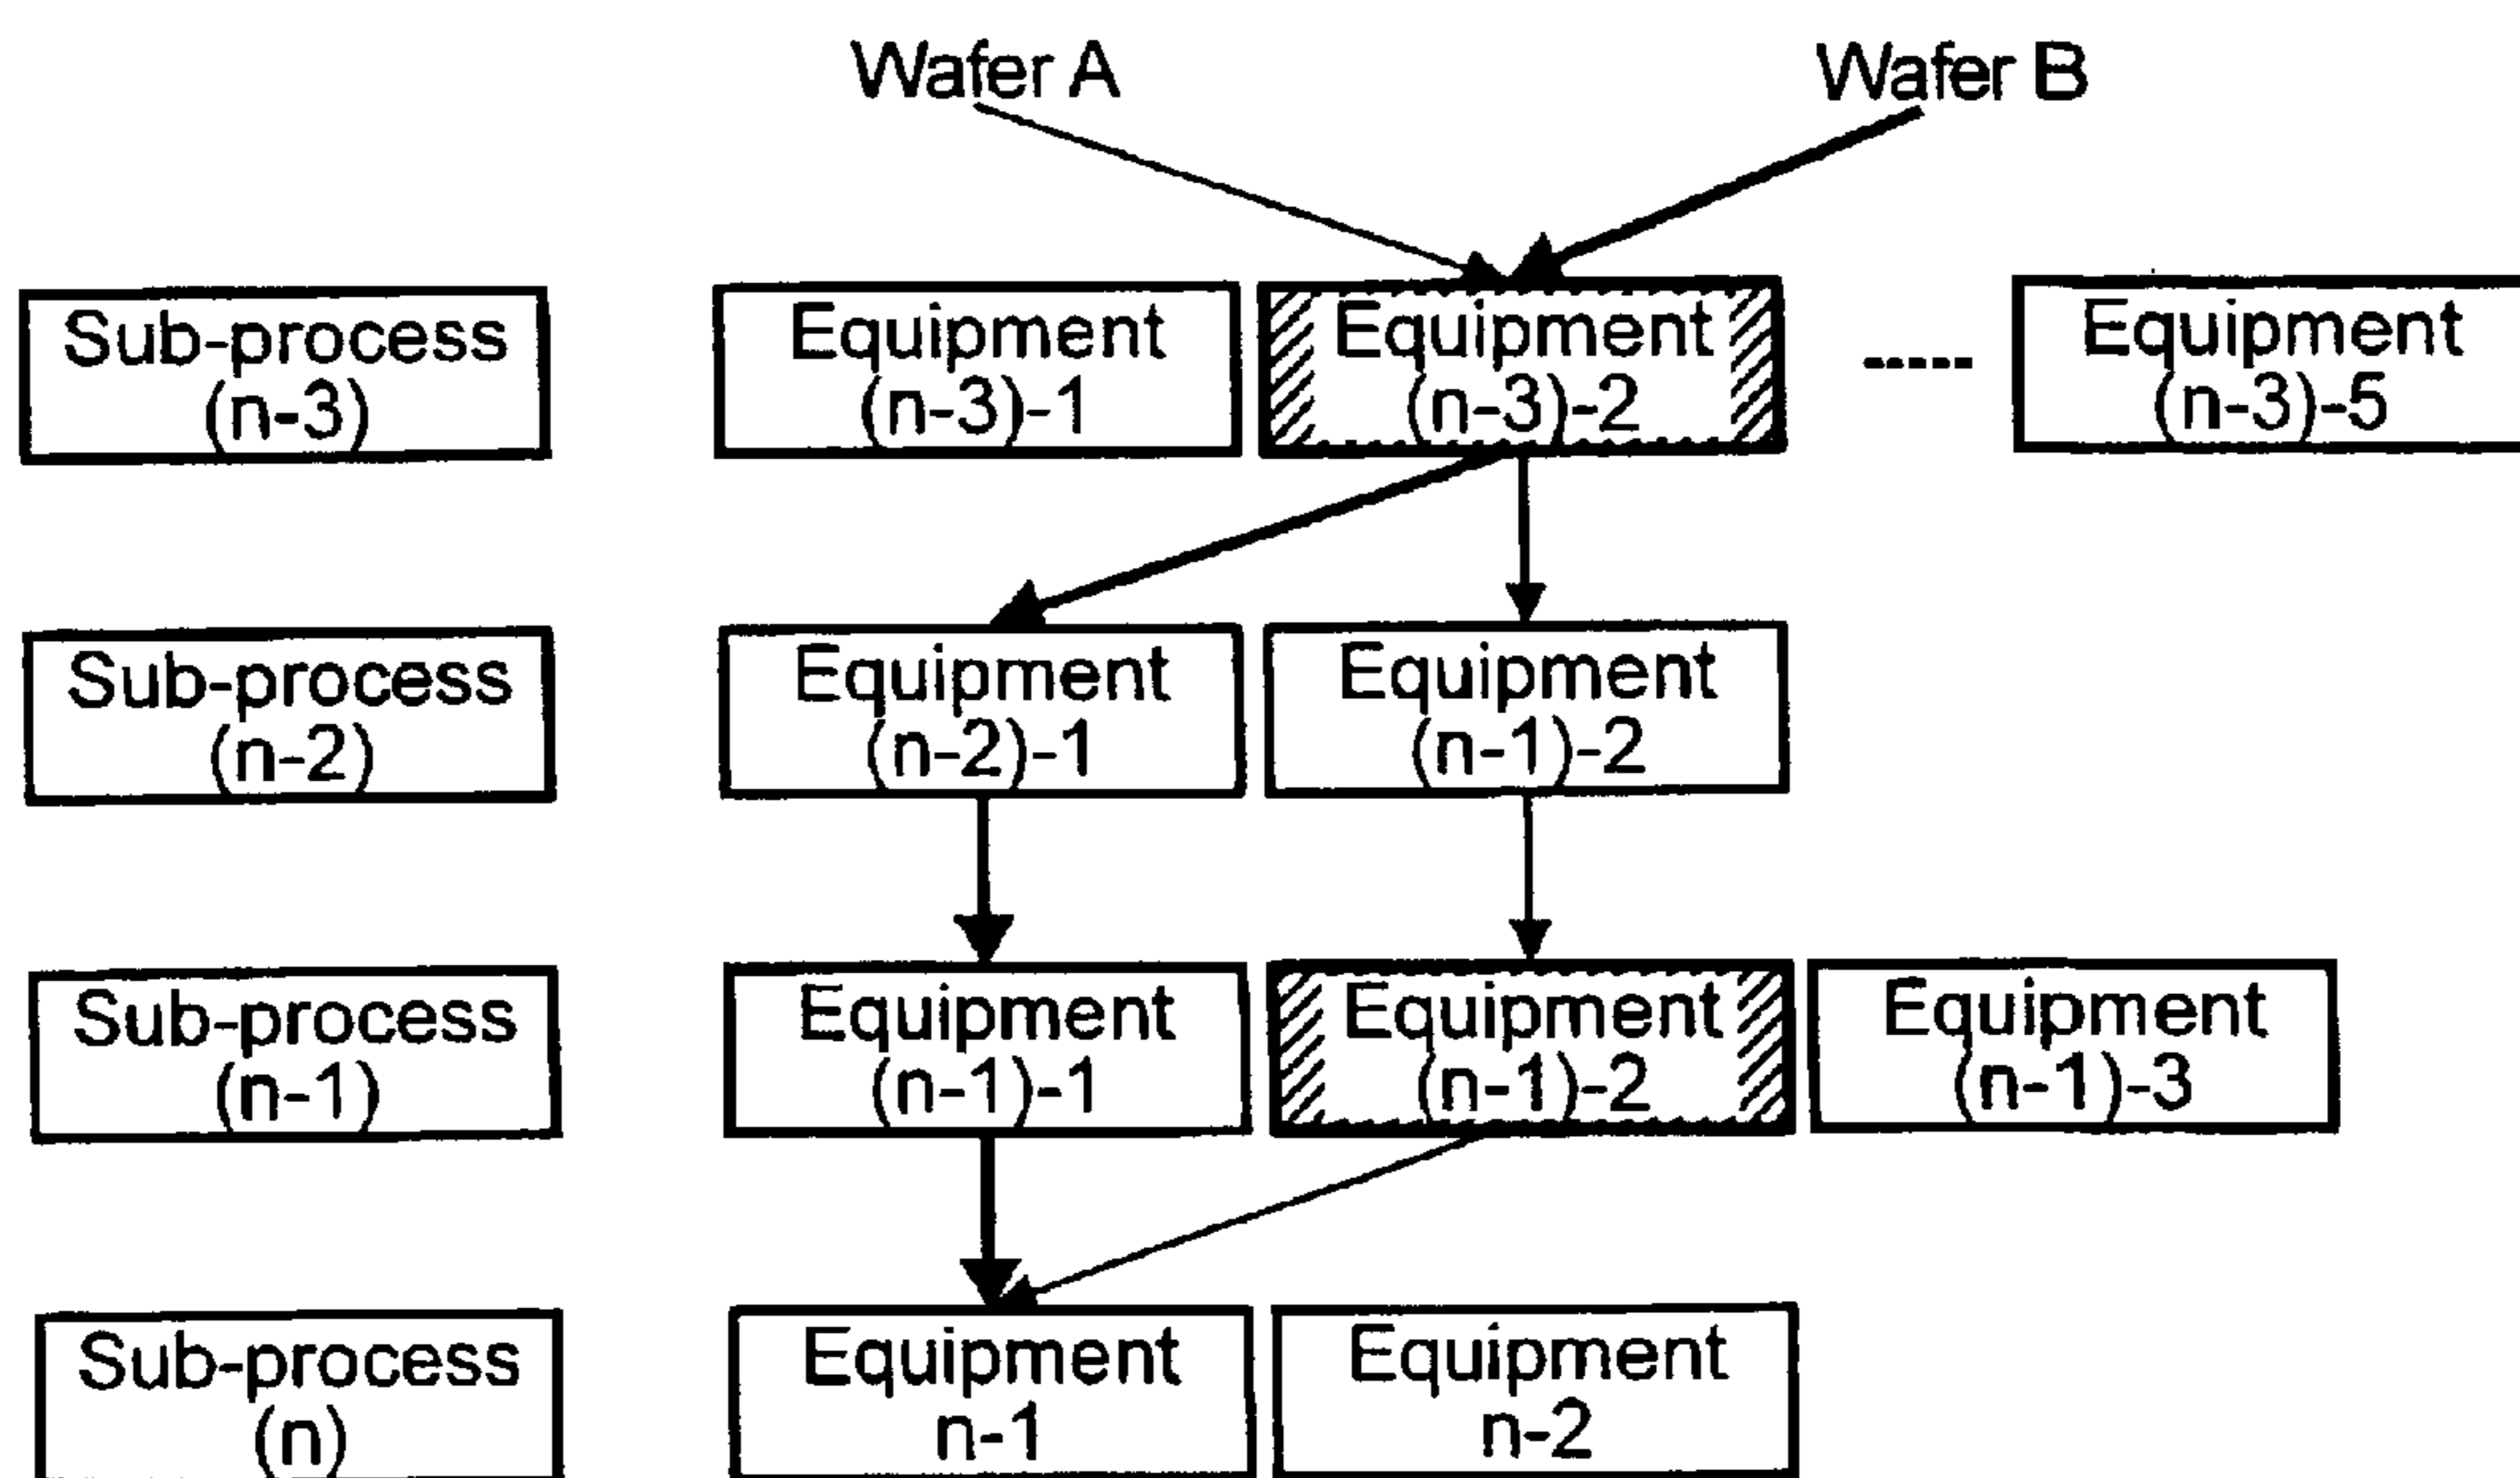 Wafer A
Wafer B
Sub-process
(n-3)
Equipment
(n-3)-1
Equipment
(n-3)-2
-----
Equipment
(n-3)-5
Sub-process
(n-2)
Equipment
(n-2)-1
Equipment
(n-1)-2
Sub-process
(n-1)
Equipment
(n-1)-1
Equipment
(n-1)-2
Equipment
(n-1)-3
Sub-process
(n)
Equipment
n-1
Equipment
n-2